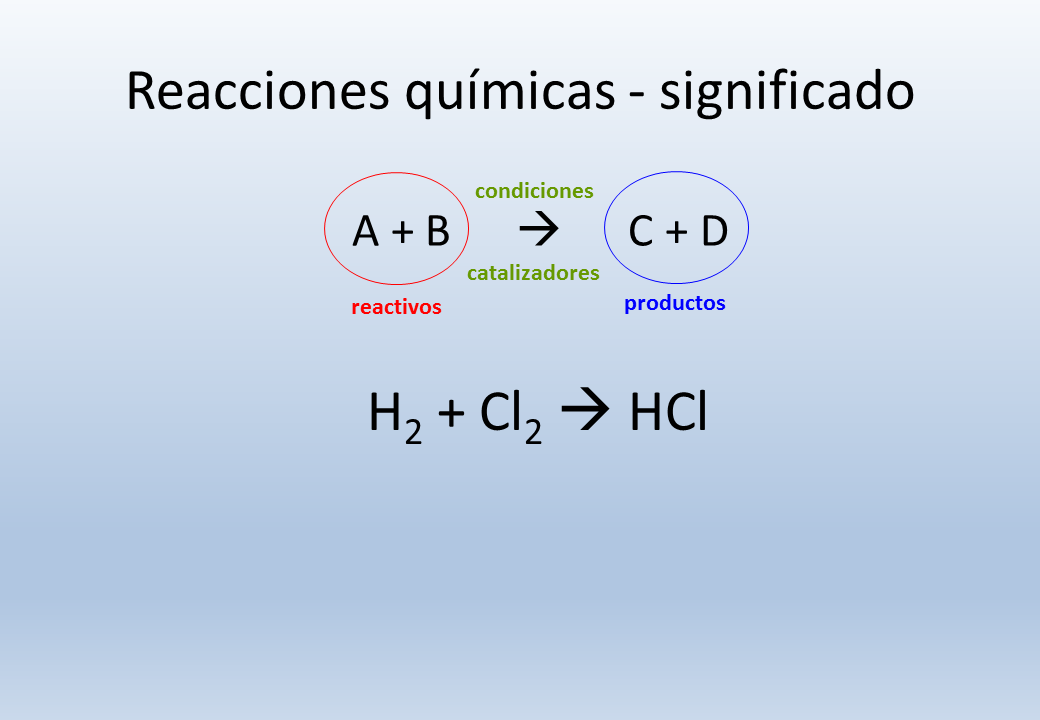 Reacciones químicas - significado
condiciones
A + B → C + D
catalizadores
reactivos
productos
H₂ + Cl₂ → HCl